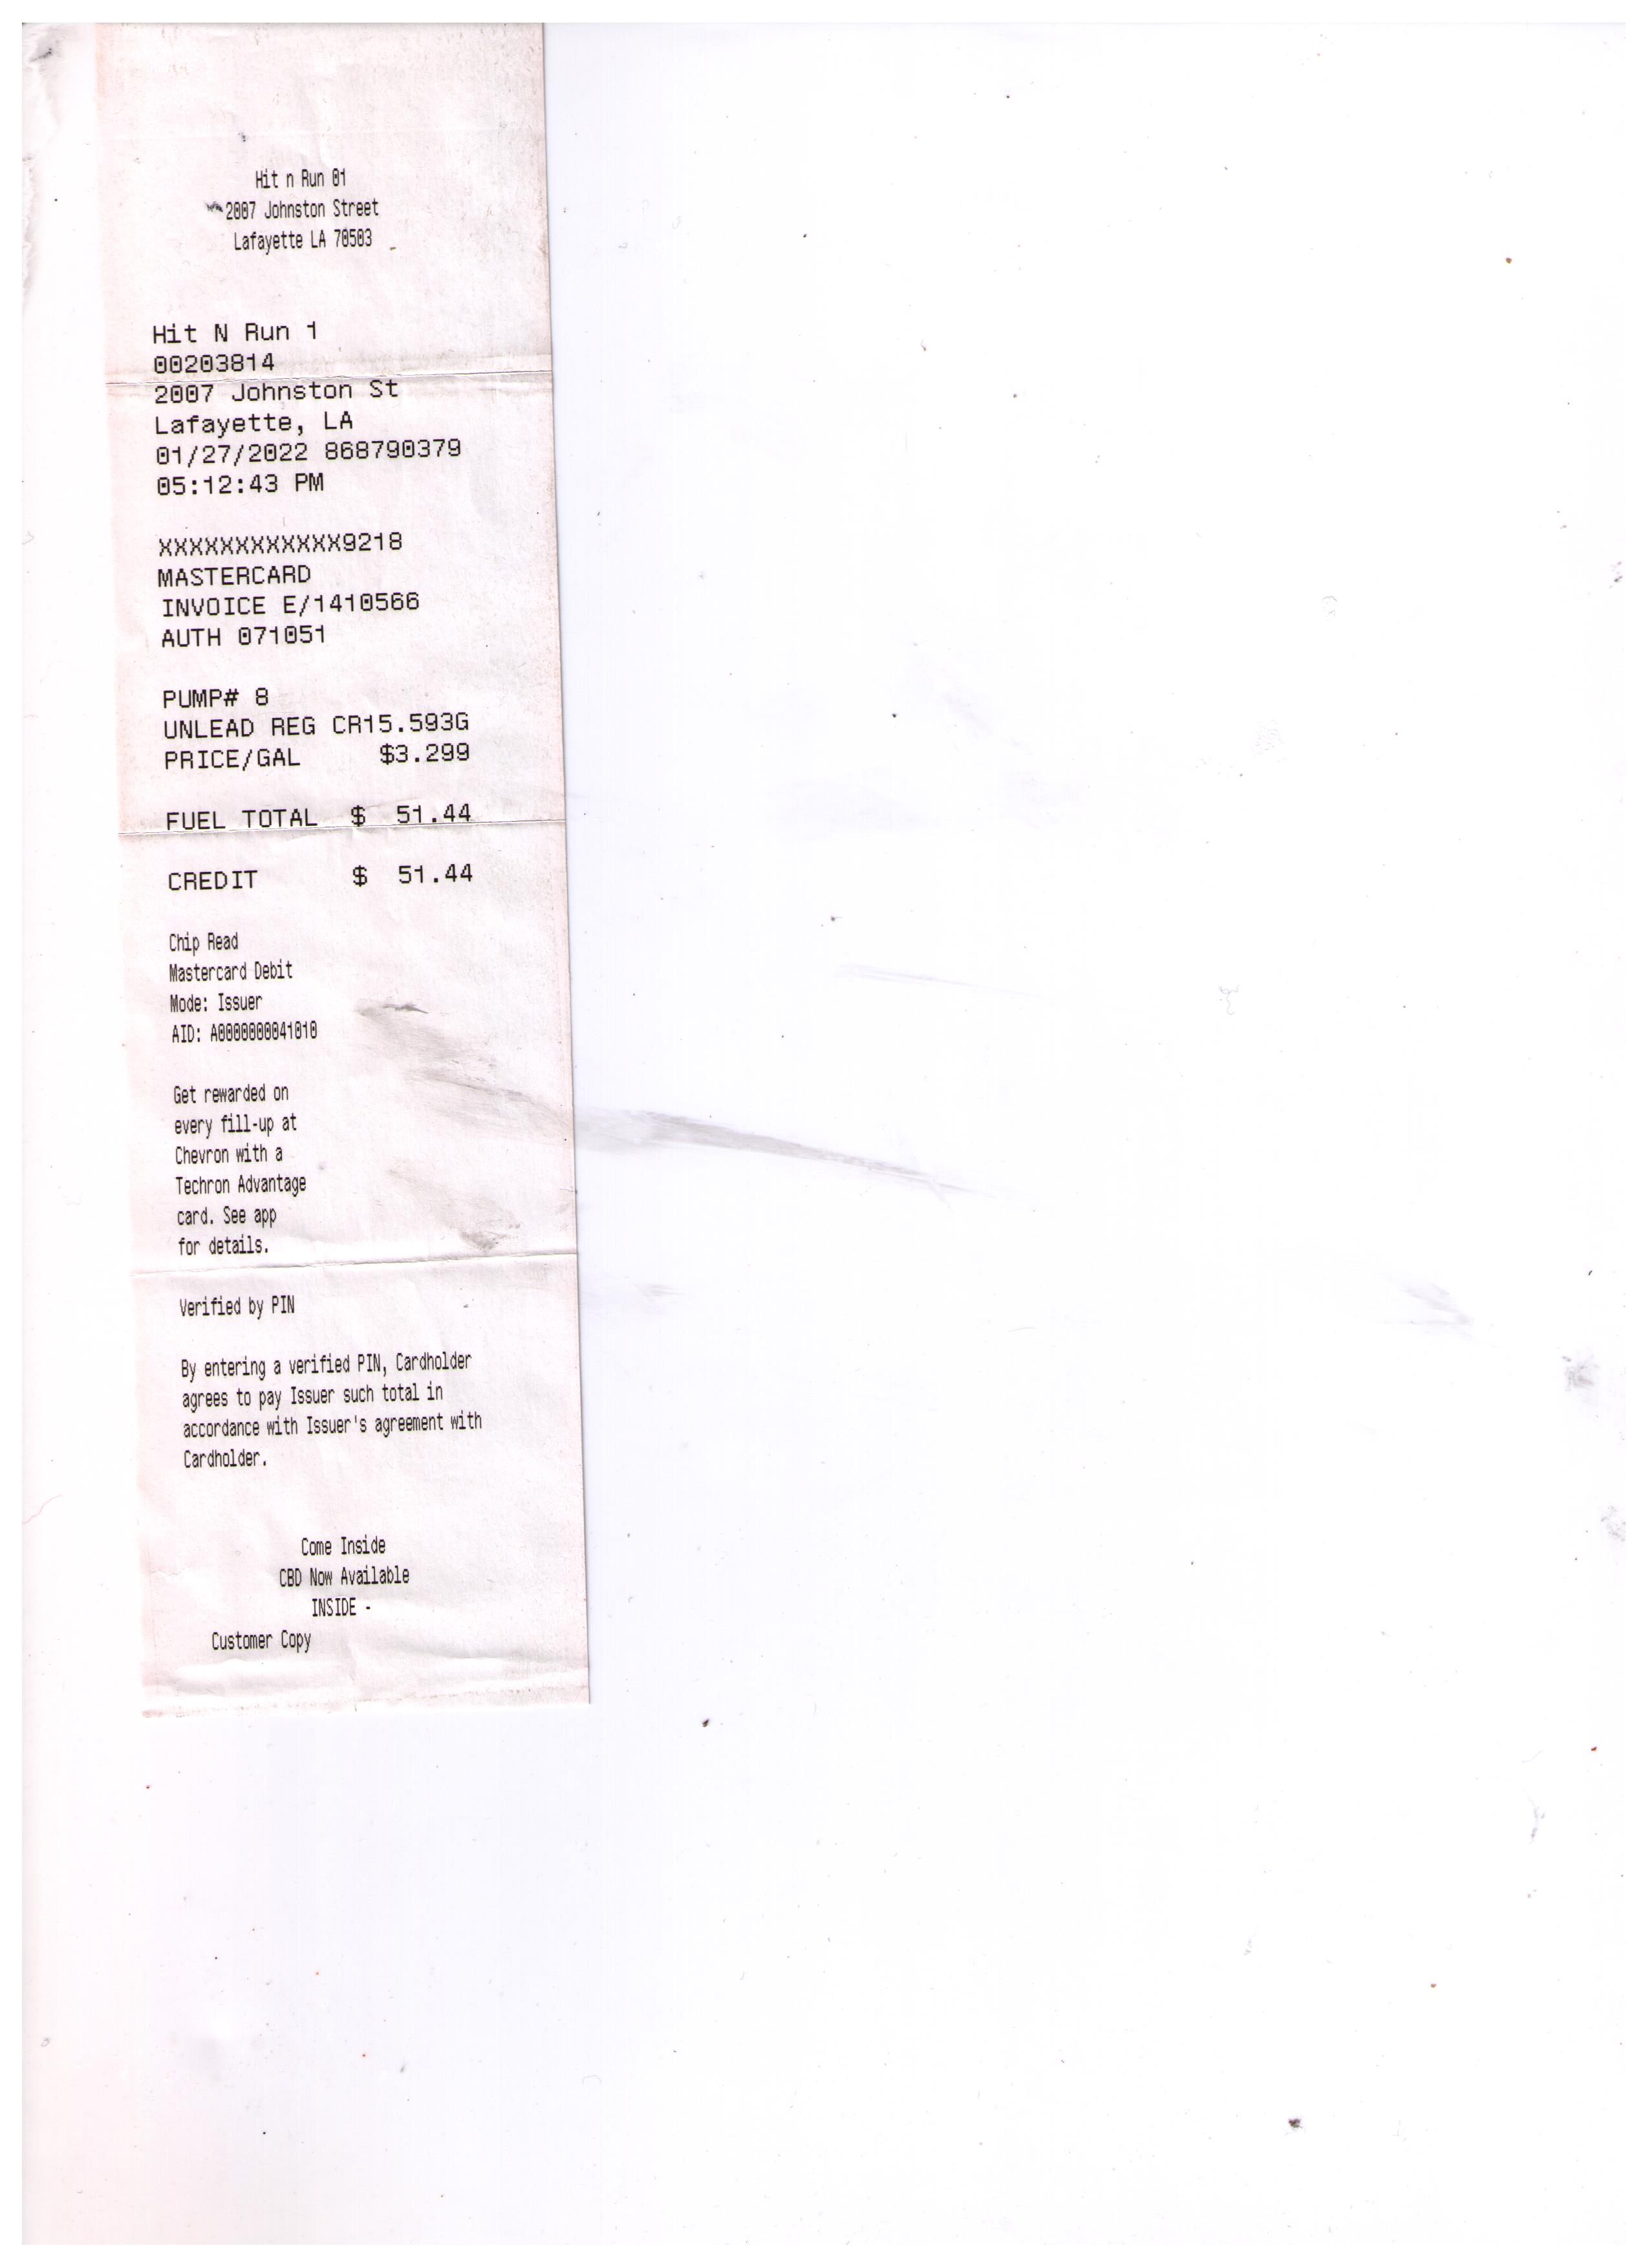 Hit n Run 01
2007 Johnston Street
Lafayette LA 70503
Hit N Run 1
00203814
2007 Johnston St
Lafayette, LA
01/27/2022 868790379
05:12:43 PM
XXXXXXXXXXXX9218
MASTERCARD
INVOICE E/1410566
AUTH 071051
PUMP# 8
UNLEAD REG CR15.593G
PRICE/GAL $3.299
FUEL TOTAL $ 51.44
CREDIT $ 51.44
Chip Read
Mastercard Debit
Mode: Issuer
AID: A0000000041010
Get rewarded on
every fill-up at
Chevron with a
Techron Advantage
card. See app
for details.
Verified by PIN
By entering a verified PIN, Cardholder
agrees to pay Issuer such total in
accordance with Issuer's agreement with
Cardholder.
Come Inside
CBD Now Available
INSIDE -
Customer Copy